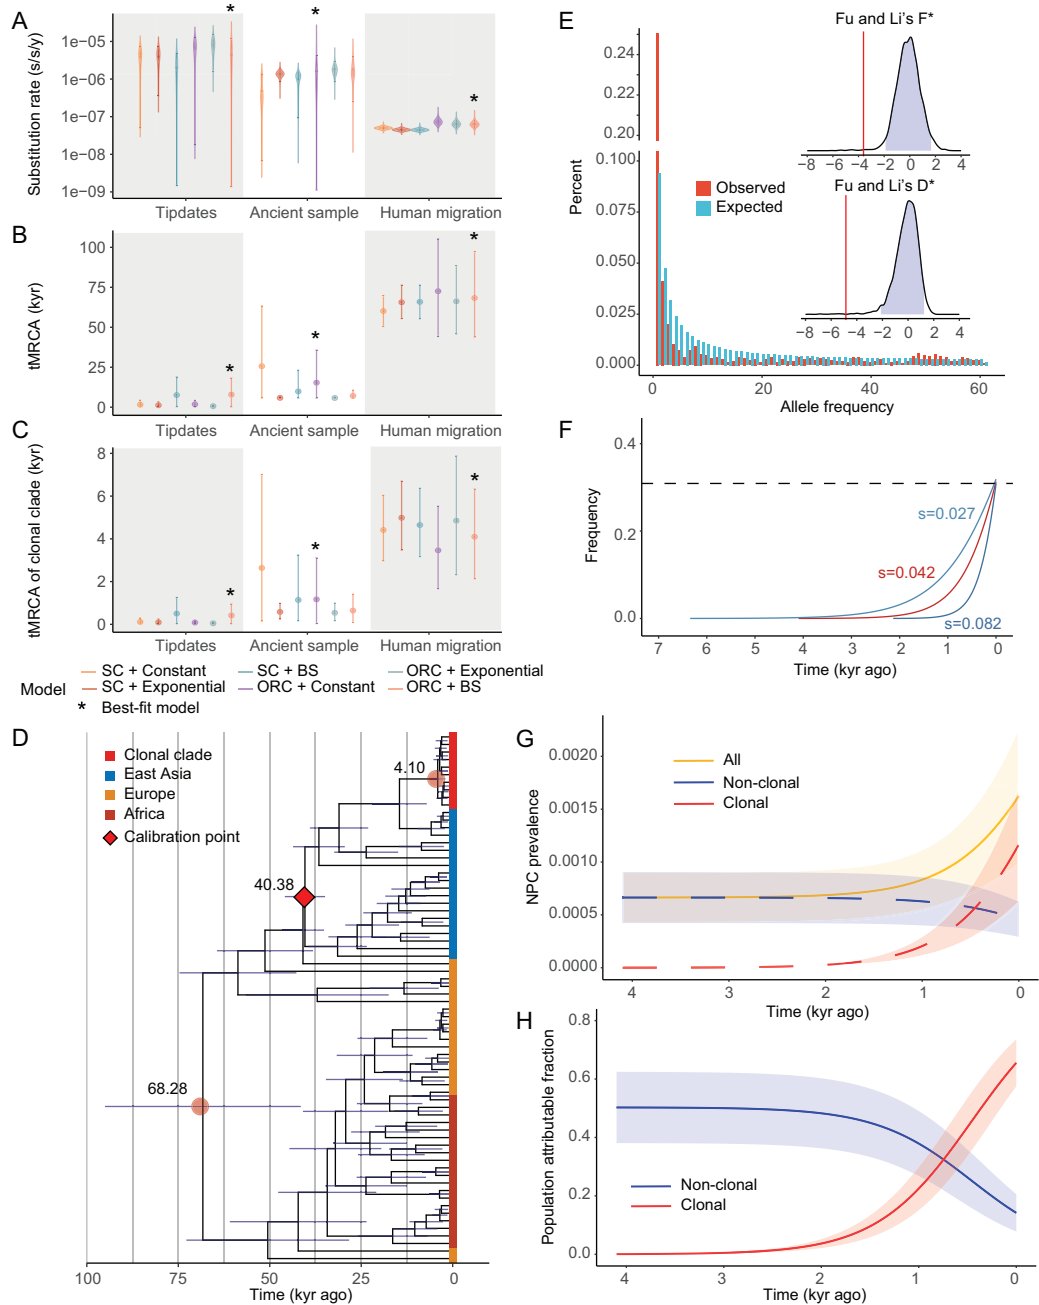 A
Substitution rate (s/s/y)
1e−05
1e−06
1e−07
1e−08
1e−09
*
*
*
Tipdates
Ancient sample
Human migration
B
tMRCA (kyr)
100
75
50
25
0
*
*
*
Tipdates
Ancient sample
Human migration
C
tMRCA of clonal clade (kyr)
8
6
4
2
0
*
*
*
Tipdates
Ancient sample
Human migration
Model
SC + Constant
SC + BS
ORC + Exponential
SC + Exponential
ORC + Constant
ORC + BS
* Best-fit model
D
Clonal clade
East Asia
Europe
Africa
Calibration point
4.10
40.38
68.28
100 75 50 25 0
Time (kyr ago)
E
Percent
0.24
0.20
0.100
0.075
0.050
0.025
0.000
Observed
Expected
Fu and Li's F*
−8 −6 −4 −2 0 2 4
Fu and Li's D*
−8 −6 −4 −2 0 2 4
0 20 40 60
Allele frequency
F
Frequency
0.4
0.2
0.0
s=0.027
s=0.042
s=0.082
7 6 5 4 3 2 1 0
Time (kyr ago)
G
NPC prevalence
0.0020
0.0015
0.0010
0.0005
0.0000
All
Non-clonal
Clonal
4 3 2 1 0
Time (kyr ago)
H
Population attributable fraction
0.8
0.6
0.4
0.2
0.0
Non-clonal
Clonal
4 3 2 1 0
Time (kyr ago)